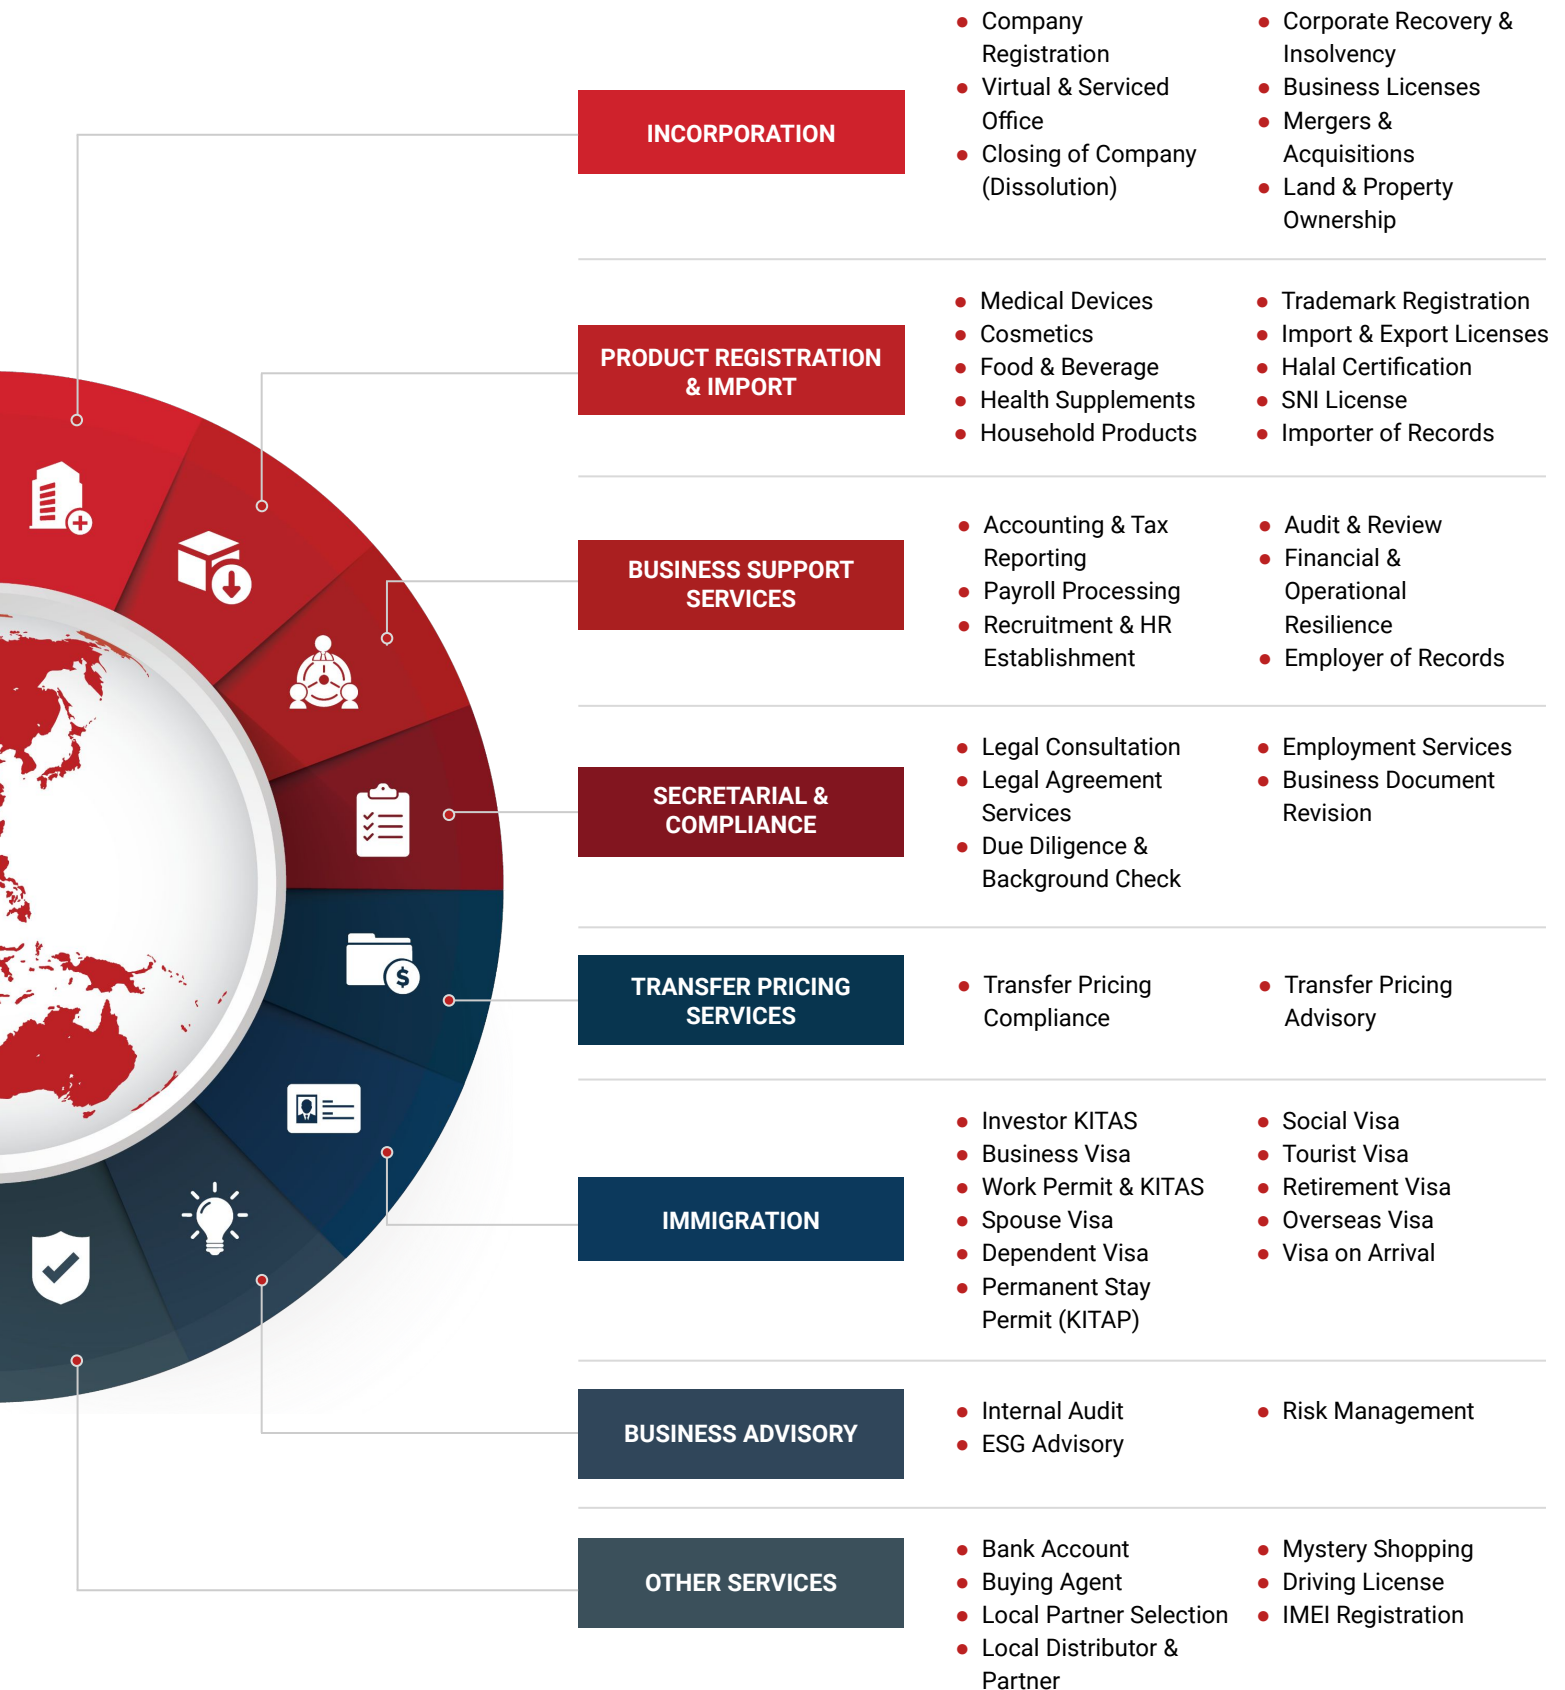 INCORPORATION
Company
Registration
Virtual & Serviced
Office
Closing of Company
(Dissolution)
Corporate Recovery &
Insolvency
Business Licenses
Mergers &
Acquisitions
Land & Property
Ownership
PRODUCT REGISTRATION
& IMPORT
Medical Devices
Cosmetics
Food & Beverage
Health Supplements
Household Products
Trademark Registration
Import & Export Licenses
Halal Certification
SNI License
Importer of Records
BUSINESS SUPPORT
SERVICES
Accounting & Tax
Reporting
Payroll Processing
Recruitment & HR
Establishment
Audit & Review
Financial &
Operational
Resilience
Employer of Records
SECRETARIAL &
COMPLIANCE
Legal Consultation
Legal Agreement
Services
Due Diligence &
Background Check
Employment Services
Business Document
Revision
$
TRANSFER PRICING
SERVICES
Transfer Pricing
Compliance
Transfer Pricing
Advisory
IMMIGRATION
Investor KITAS
Business Visa
Work Permit & KITAS
Spouse Visa
Dependent Visa
Permanent Stay
Permit (KITAP)
Social Visa
Tourist Visa
Retirement Visa
Overseas Visa
Visa on Arrival
BUSINESS ADVISORY
Internal Audit
ESG Advisory
Risk Management
OTHER SERVICES
Bank Account
Buying Agent
Local Partner Selection
Local Distributor &
Partner
Mystery Shopping
Driving License
IMEI Registration